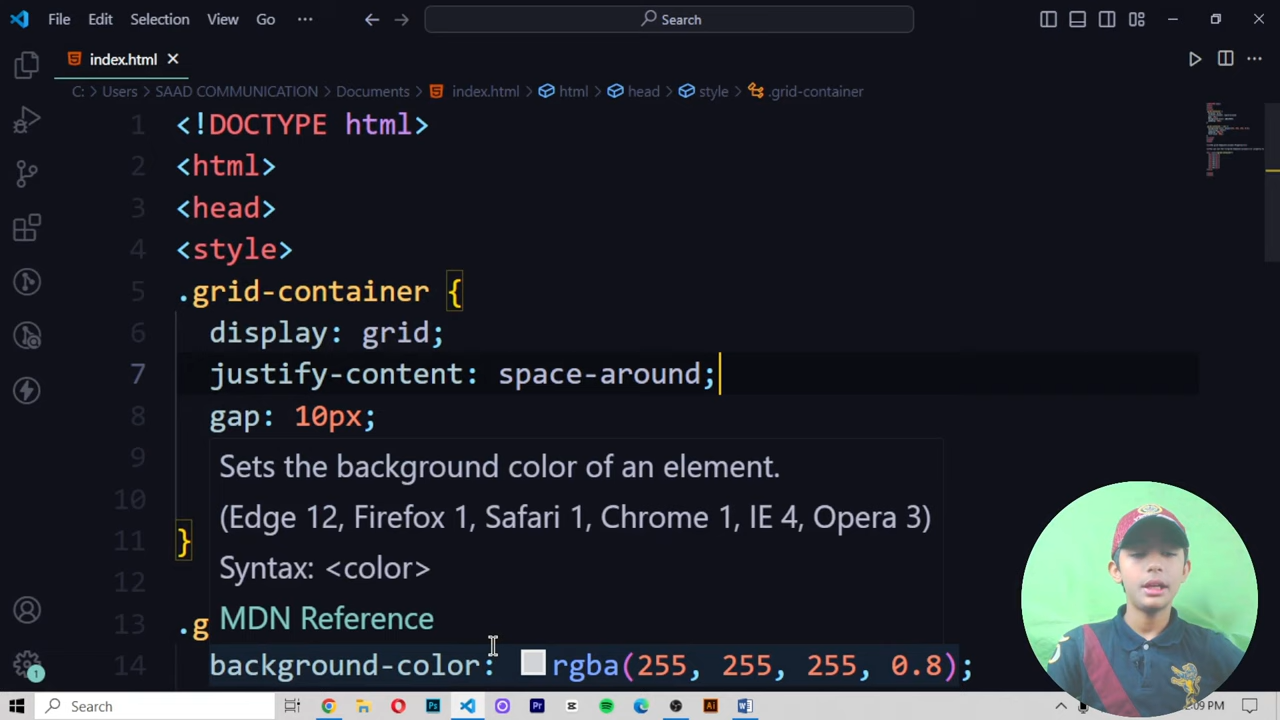 File Edit Selection View Go ··· Search
index.html
C: Users SAAD COMMUNICATION Documents index.html html head style .grid-container
1 <!DOCTYPE html>
2 <html>
3 <head>
4 <style>
5 .grid-container {
6 display: grid;
7 justify-content: space-around;
8 gap: 10px;
9
Sets the background color of an element.
10
(Edge 12, Firefox 1, Safari 1, Chrome 1, IE 4, Opera 3)
11 }
Syntax: <color>
12
MDN Reference
13 .g
14 background-color: rgba(255, 255, 255, 0.8);
1
Search
:09 PM